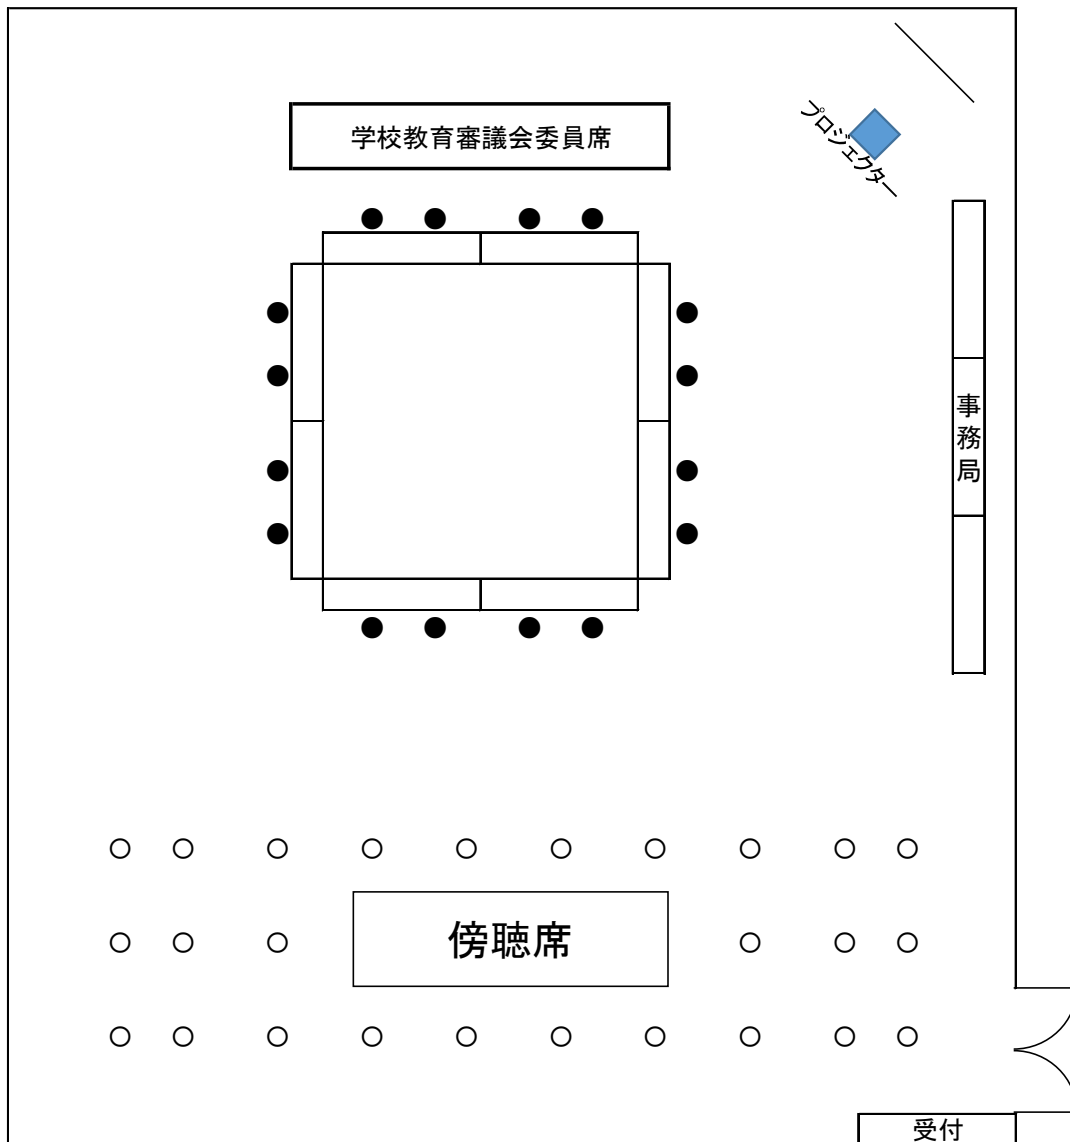 学校教育審議会委員席
プロジェクター
事務局
傍聴席
受付